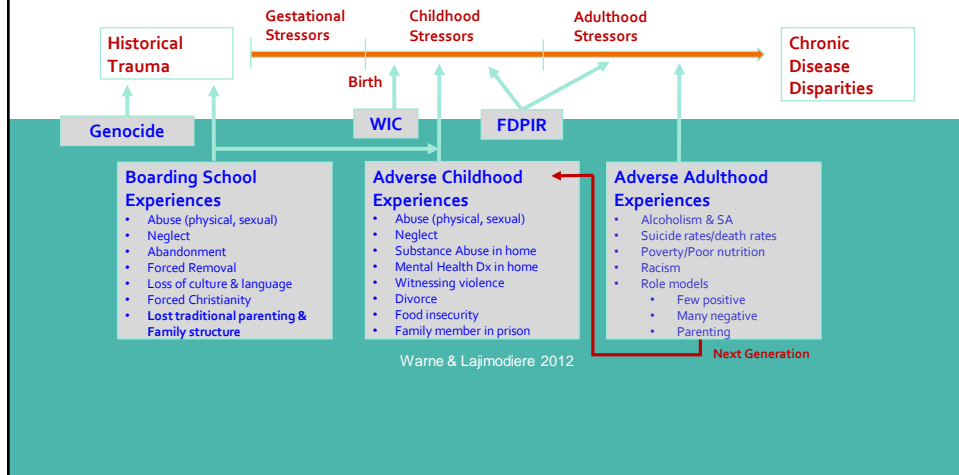 Gestational
Stressors
Childhood
Stressors
Adulthood
Stressors
Historical
Trauma
Birth
Chronic
Disease
Disparities
Genocide
WIC
FDPIR
Boarding School
Experiences
• Abuse (physical, sexual)
• Neglect
• Abandonment
• Forced Removal
• Loss of culture & language
• Forced Christianity
• Lost traditional parenting &
Family structure
Adverse Childhood
Experiences
• Abuse (physical, sexual)
• Neglect
• Substance Abuse in home
• Mental Health Dx in home
• Witnessing violence
• Divorce
• Food insecurity
• Family member in prison
Adverse Adulthood
Experiences
• Alcoholism & SA
• Suicide rates/death rates
• Poverty/Poor nutrition
• Racism
• Role models
• Few positive
• Many negative
• Parenting
Next Generation
Warne & Lajimodiere 2012